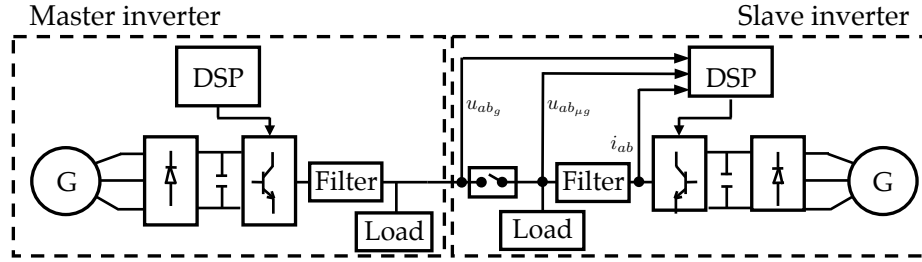 Master inverter
Slave inverter
DSP
DSP
u_{ab_g}
u_{ab_{μg}}
i_{ab}
G
Filter
Filter
G
Load
Load